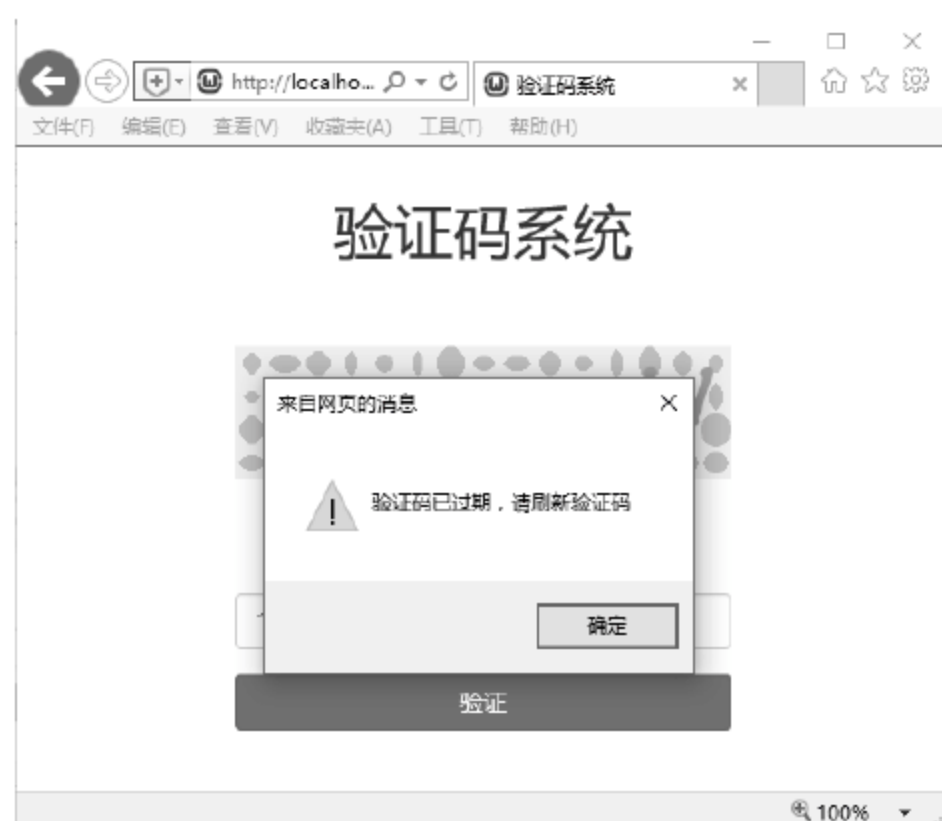 http://localho...
验证码系统
文件(F) 编辑(E) 查看(V) 收藏夹(A) 工具(T) 帮助(H)
验证码系统
来自网页的消息
验证码已过期，请刷新验证码
确定
验证
100%